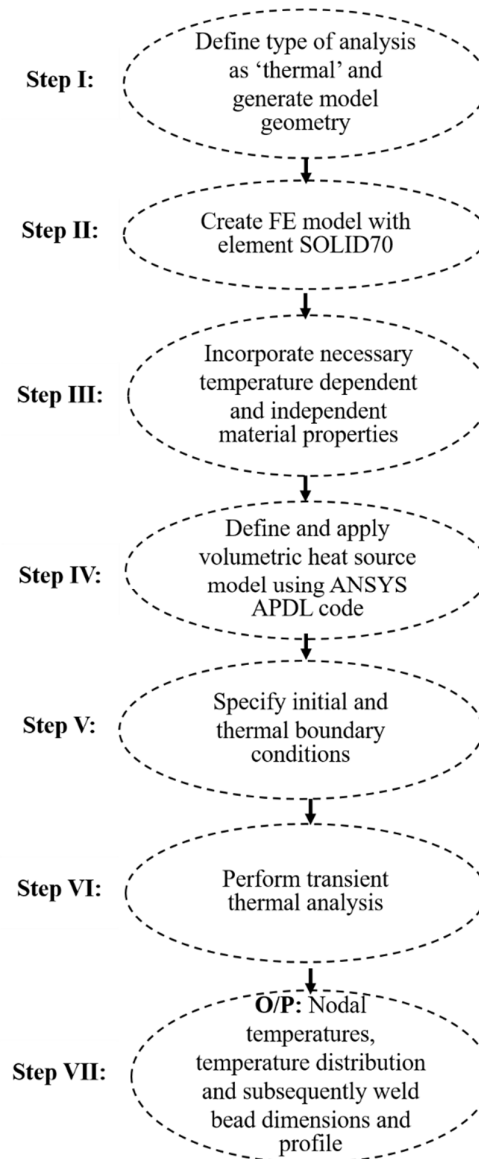 Step I:
Define type of analysis
as ‘thermal’ and
generate model
geometry
Step II:
Create FE model with
element SOLID70
Step III:
Incorporate necessary
temperature dependent
and independent
material properties
Step IV:
Define and apply
volumetric heat source
model using ANSYS
APDL code
Step V:
Specify initial and
thermal boundary
conditions
Step VI:
Perform transient
thermal analysis
Step VII:
O/P: Nodal
temperatures,
temperature distribution
and subsequently weld
bead dimensions and
profile